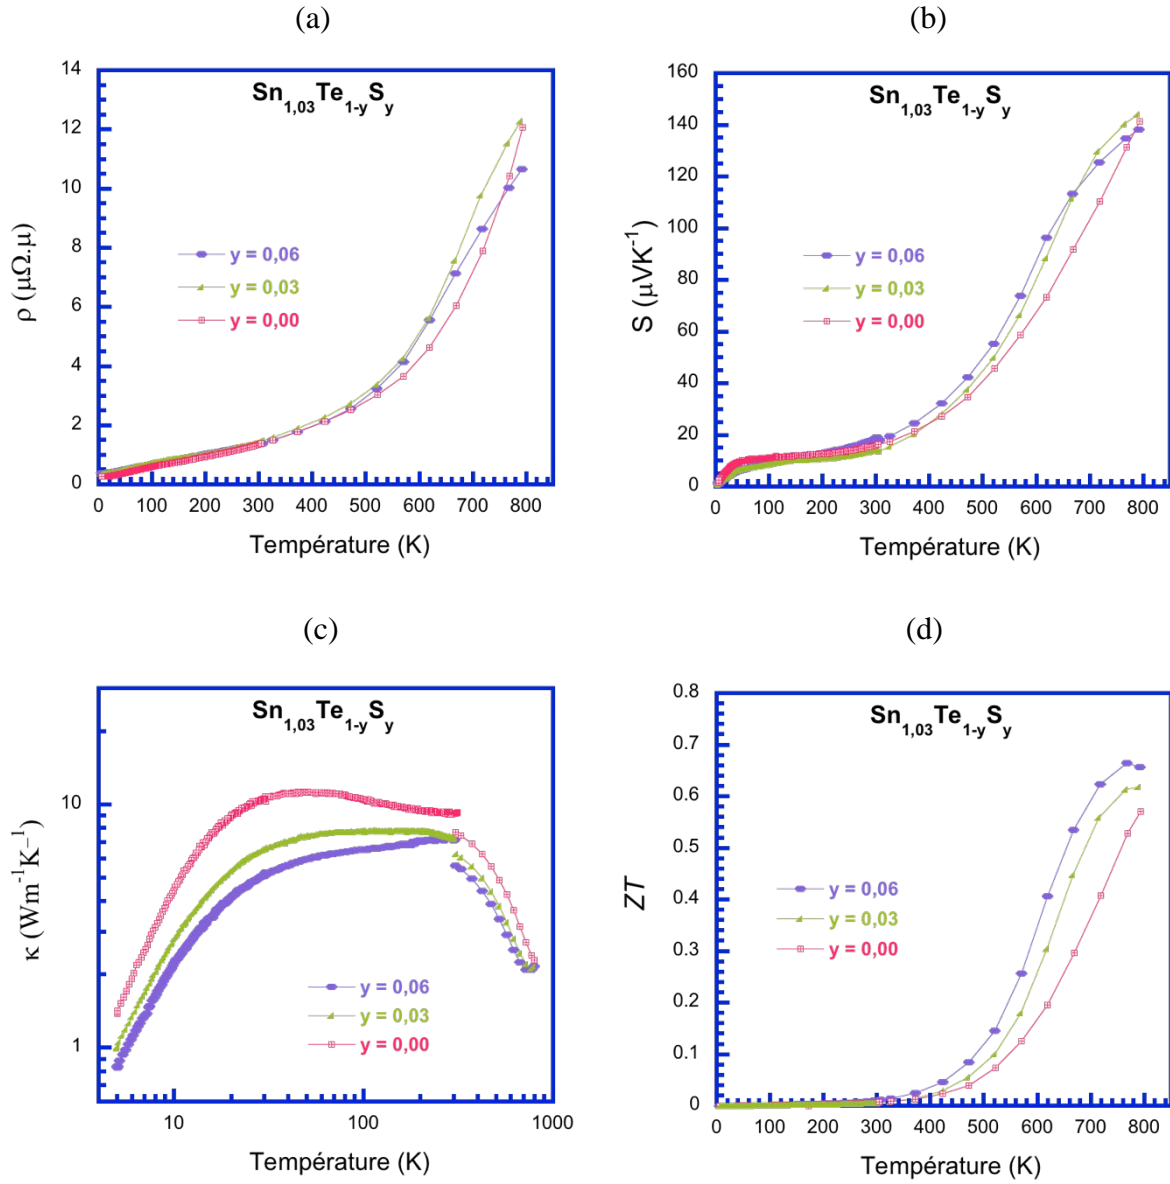 (a)
Sn1,03Te1-ySy
ρ (μΩ.μ)
14
12
10
8
6
4
2
0
y = 0,06
y = 0,03
y = 0,00
0 100 200 300 400 500 600 700 800
Température (K)
(b)
Sn1,03Te1-ySy
S (μVK⁻¹)
160
140
120
100
80
60
40
20
0
y = 0,06
y = 0,03
y = 0,00
0 100 200 300 400 500 600 700 800
Température (K)
(c)
Sn1,03Te1-ySy
κ (Wm⁻¹K⁻¹)
10
1
y = 0,06
y = 0,03
y = 0,00
10 100 1000
Température (K)
(d)
Sn1,03Te1-ySy
ZT
0.8
0.7
0.6
0.5
0.4
0.3
0.2
0.1
0
y = 0,06
y = 0,03
y = 0,00
0 100 200 300 400 500 600 700 800
Température (K)